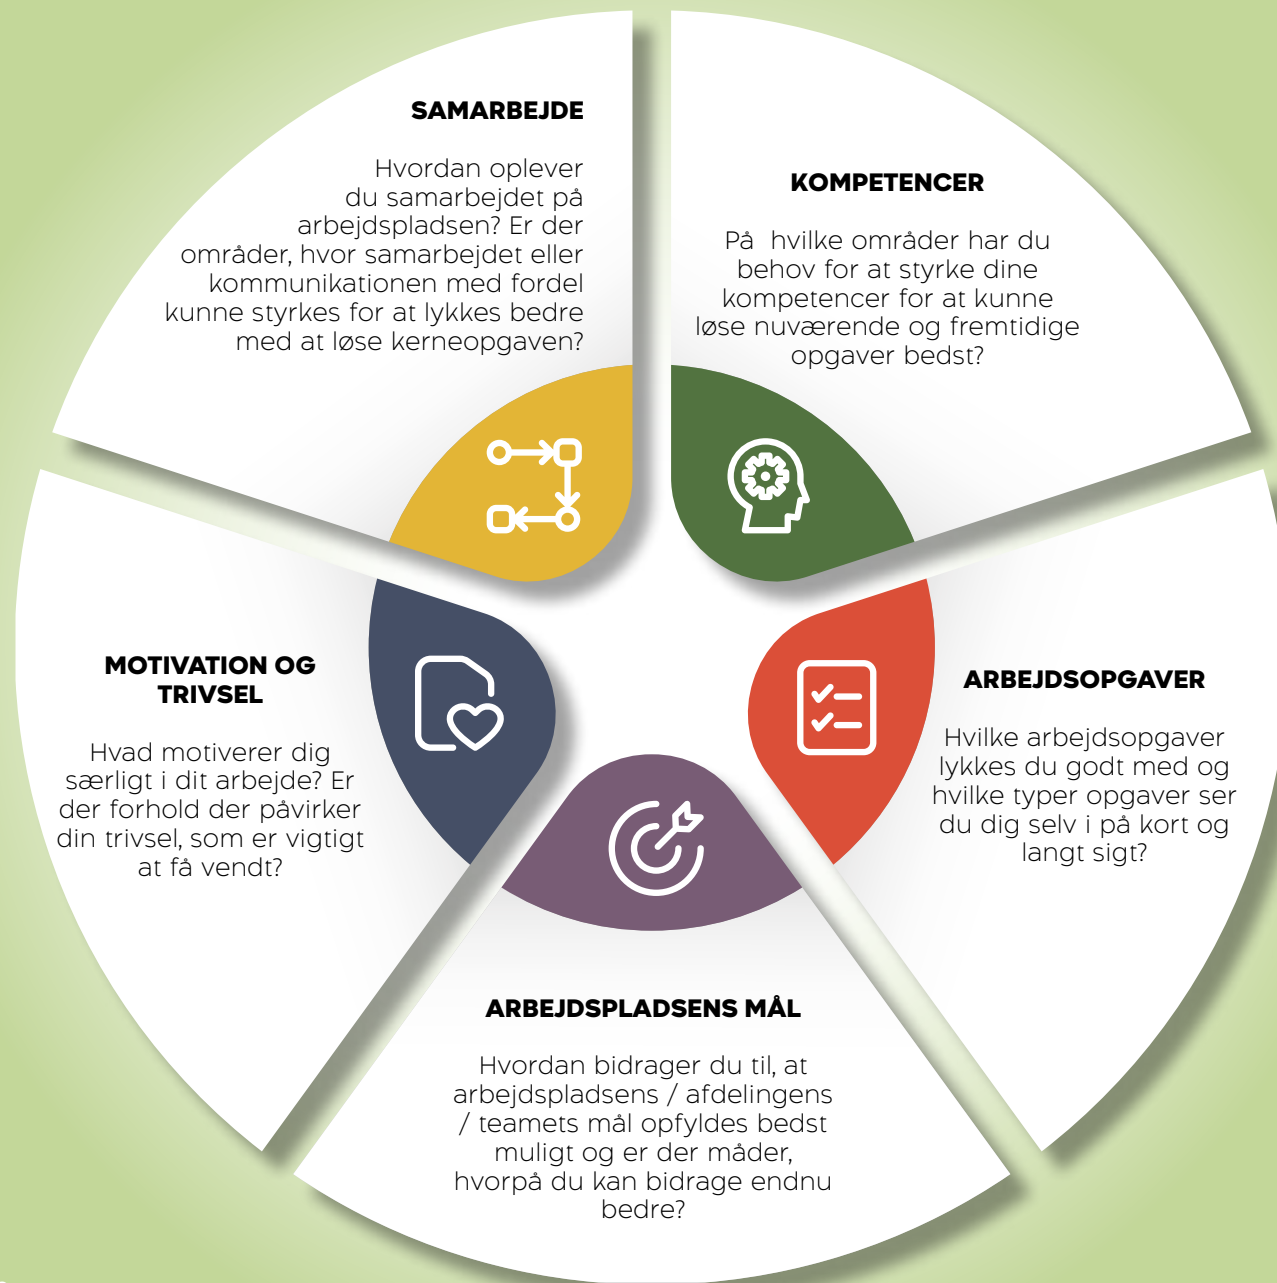 SAMARBEJDE
Hvordan oplever
du samarbejdet på
arbejdspladsen? Er der
områder, hvor samarbejdet eller
kommunikationen med fordel
kunne styrkes for at lykkes bedre
med at løse kerneopgaven?
KOMPETENCER
På hvilke områder har du
behov for at styrke dine
kompetencer for at kunne
løse nuværende og fremtidige
opgaver bedst?
MOTIVATION OG
TRIVSEL
Hvad motiverer dig
særligt i dit arbejde? Er
der forhold der påvirker
din trivsel, som er vigtigt
at få vendt?
ARBEJDSOPGAVER
Hvilke arbejdsopgaver
lykkes du godt med og
hvilke typer opgaver ser
du dig selv i på kort og
langt sigt?
ARBEJDSPLADSENS MÅL
Hvordan bidrager du til, at
arbejdspladsens / afdelingens
/ teamets mål opfyldes bedst
muligt og er der måder,
hvorpå du kan bidrage endnu
bedre?